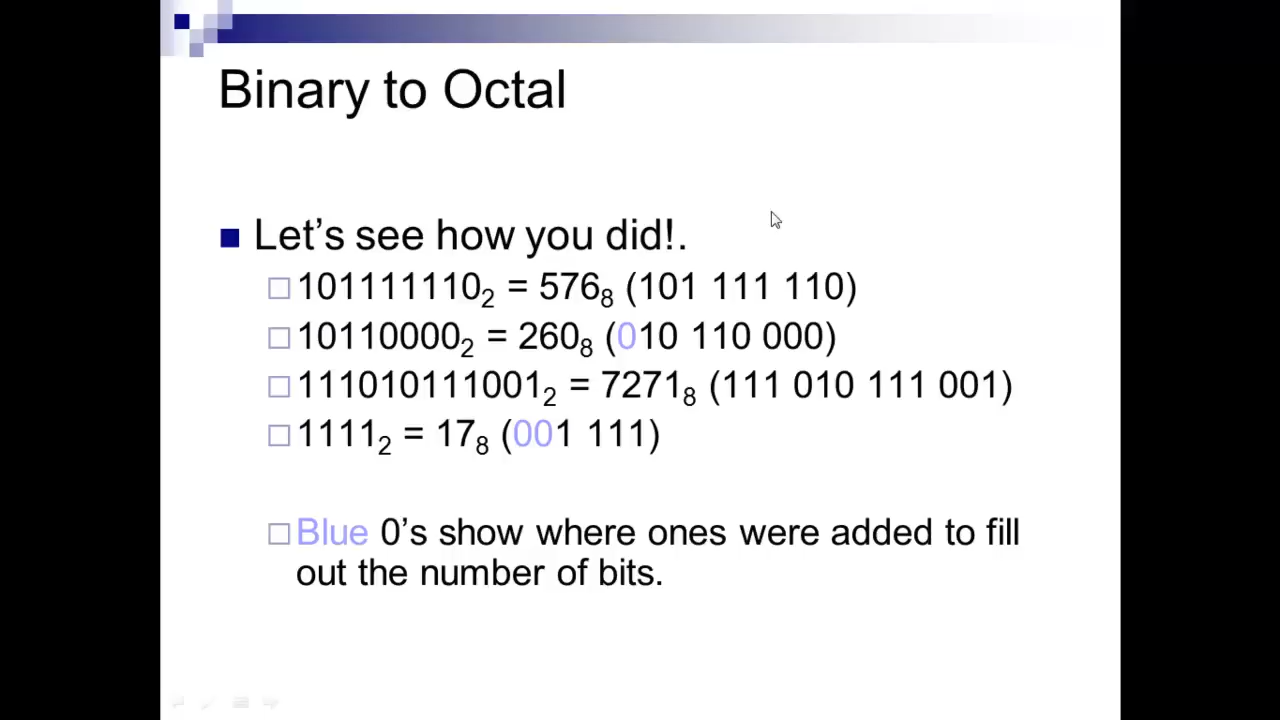 Binary to Octal
Let’s see how you did!.
101111110₂ = 576₈ (101 111 110)
10110000₂ = 260₈ (010 110 000)
111010111001₂ = 7271₈ (111 010 111 001)
1111₂ = 17₈ (001 111)
Blue 0’s show where ones were added to fill
out the number of bits.